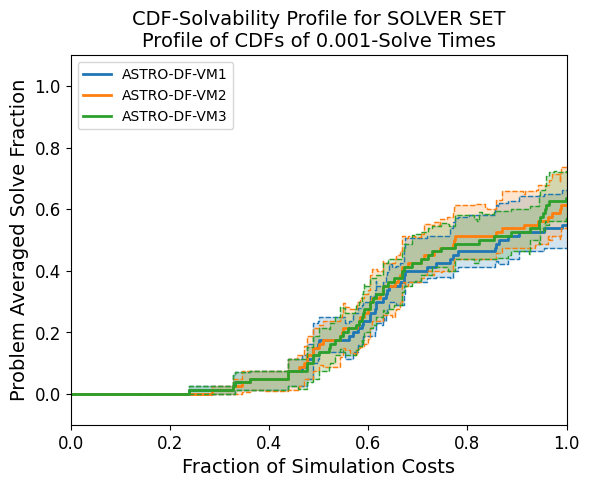 CDF-Solvability Profile for SOLVER SET
Profile of CDFs of 0.001-Solve Times
ASTRO-DF-VM1
ASTRO-DF-VM2
ASTRO-DF-VM3
Problem Averaged Solve Fraction
1.0
0.8
0.6
0.4
0.2
0.0
0.0 0.2 0.4 0.6 0.8 1.0
Fraction of Simulation Costs